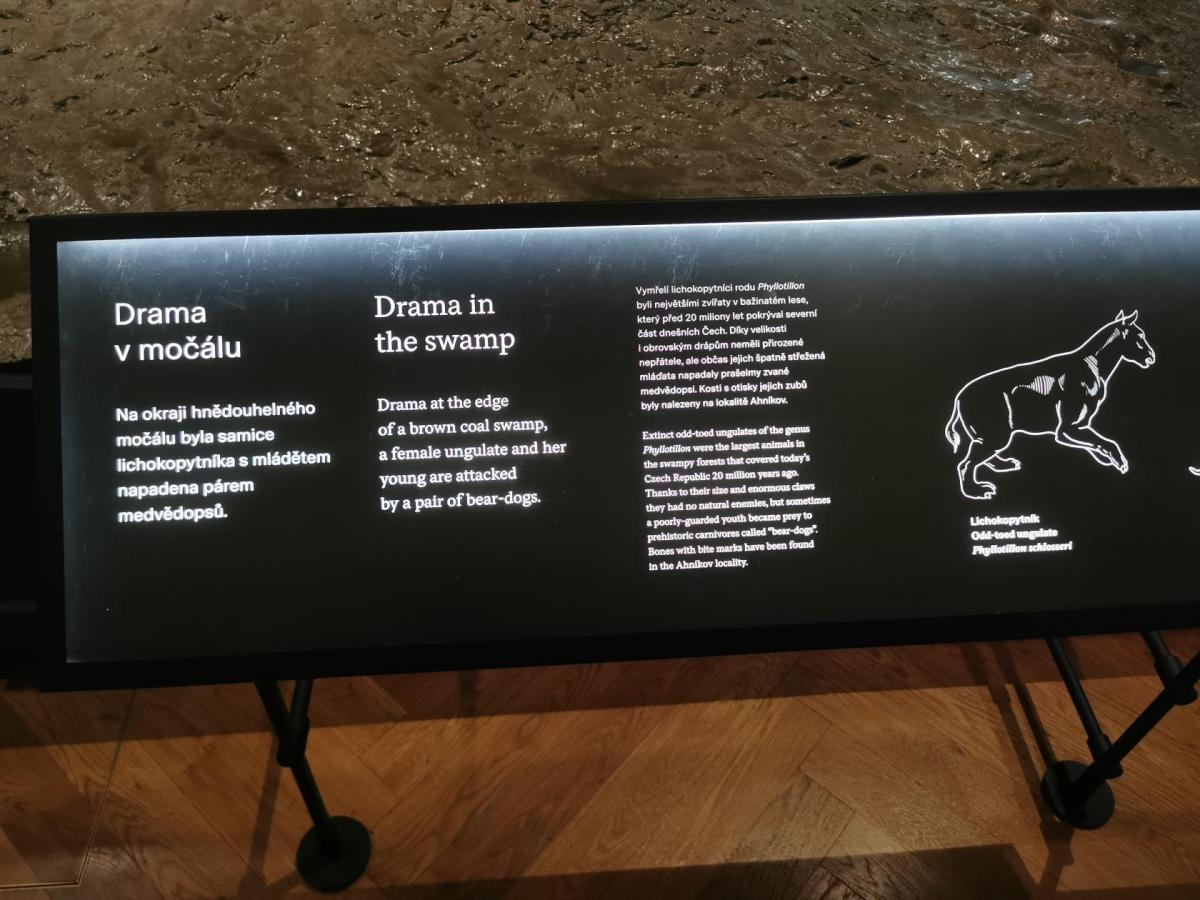 Drama
v močálu
Na okraji hnědouhelného
močálu byla samice
lichokopytníka s mládětem
napadena párem
medvědopsů.
Drama in
the swamp
Drama at the edge
of a brown coal swamp,
a female ungulate and her
young are attacked
by a pair of bear-dogs.
Vymřelí lichokopytníci rodu Phyllotillon
byli největšími zvířaty v bažinatém lese,
který před 20 miliony let pokrýval severní
část dnešních Čech. Díky velikosti
i obrovským drápům neměli přirozené
nepřátele, ale občas jejich špatně střežená
mláďata napadaly prašelmy zvané
medvědopsi. Kosti s otisky jejich zubů
byly nalezeny na lokalitě Ahníkov.
Extinct odd-toed ungulates of the genus
Phyllotillon were the largest animals in
the swampy forests that covered today's
Czech Republic 20 million years ago.
Thanks to their size and enormous claws
they had no natural enemies, but sometimes
a poorly-guarded youth became prey to
prehistoric carnivores called "bear-dogs".
Bones with bite marks have been found
in the Ahníkov locality.
Lichokopytník
Odd-toed ungulate
Phyllotillon schlosseri